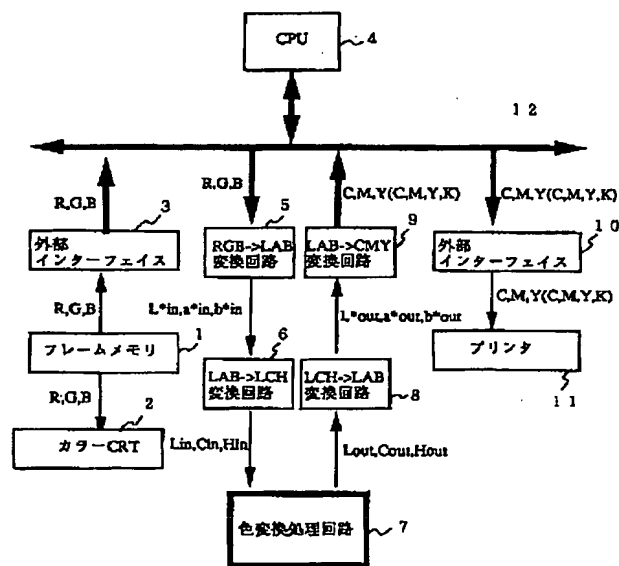 CPU
4
12
R,G,B
3
外部
インターフェイス
R,G,B
フレームメモリ
1
R,G,B
2
カラーCRT
R,G,B
5
RGB->LAB
変換回路
L*in,a*in,b*in
6
LAB->LCH
変換回路
Lin,Cin,Hin
色変換処理回路
7
Lout,Cout,Hout
LCH->LAB
変換回路
8
L*out,a*out,b*out
LAB->CMY
変換回路
9
C,M,Y(C,M,Y,K)
C,M,Y(C,M,Y,K)
外部
インターフェイス
10
C,M,Y(C,M,Y,K)
プリンタ
11